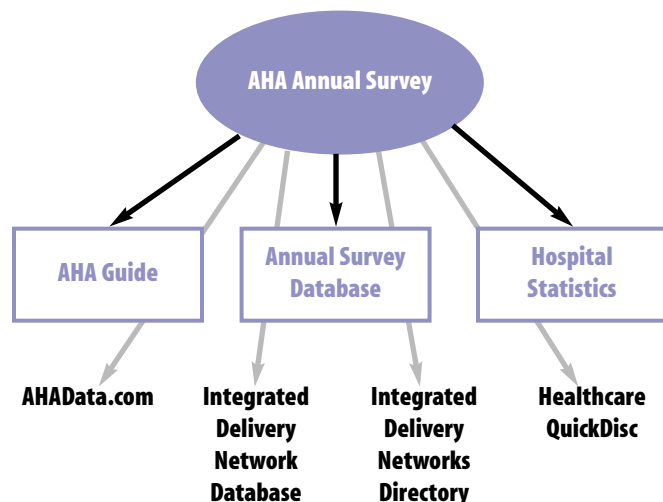 AHA Annual Survey
AHA Guide
Annual Survey
Database
Hospital
Statistics
AHAData.com
Integrated
Delivery
Network
Database
Integrated
Delivery
Networks
Directory
Healthcare
QuickDisc